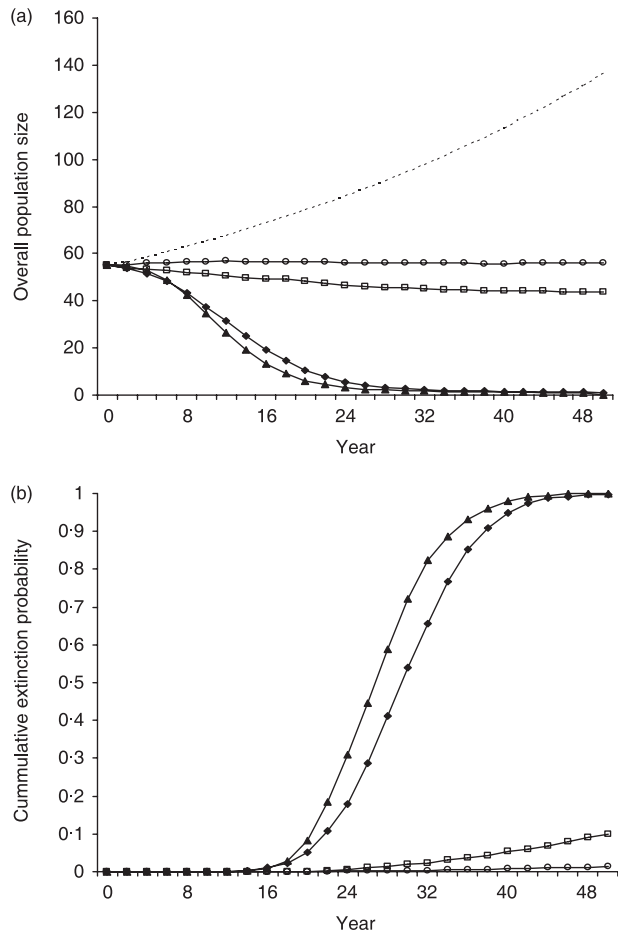 (a)
160
140
120
100
80
60
40
20
0
Overall population size
0 8 16 24 32 40 48
Year
(b)
1
0·9
0·8
0·7
0·6
0·5
0·4
0·3
0·2
0·1
0
Cummulative extinction probability
0 8 16 24 32 40 48
Year